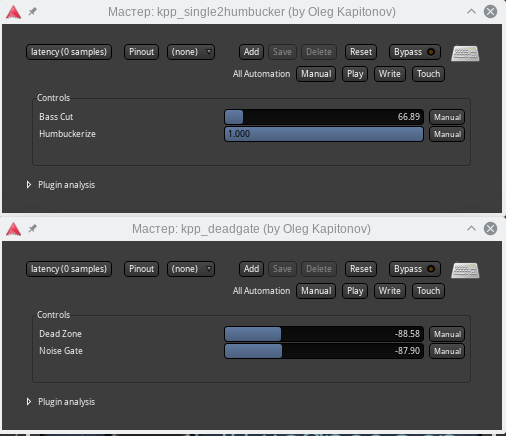 Мастер: kpp_single2humbucker (by Oleg Kapitonov)
latency (0 samples) Pinout (none) Add Save Delete Reset Bypass
All Automation Manual Play Write Touch
Controls
Bass Cut 66.89 Manual
Humbuckerize 1.000 Manual
Plugin analysis
Мастер: kpp_deadgate (by Oleg Kapitonov)
latency (0 samples) Pinout (none) Add Save Delete Reset Bypass
All Automation Manual Play Write Touch
Controls
Dead Zone -88.58 Manual
Noise Gate -87.90 Manual
Plugin analysis